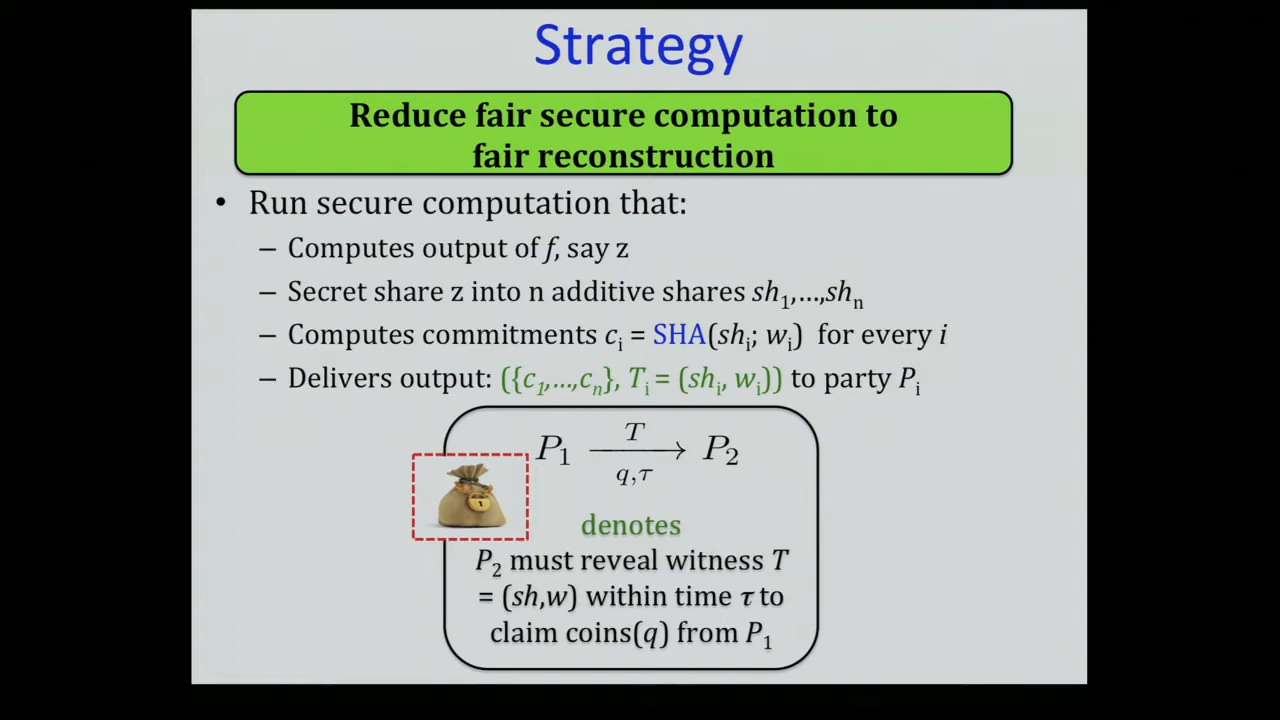 Strategy
Reduce fair secure computation to
fair reconstruction
• Run secure computation that:
– Computes output of f, say z
– Secret share z into n additive shares sh₁,…,shₙ
– Computes commitments cᵢ = SHA(shᵢ; wᵢ) for every i
– Delivers output: ({c₁,…,cₙ}, Tᵢ = (shᵢ, wᵢ)) to party Pᵢ
P₁ T→ P₂
q,τ
denotes
P₂ must reveal witness T
= (sh,w) within time τ to
claim coins(q) from P₁